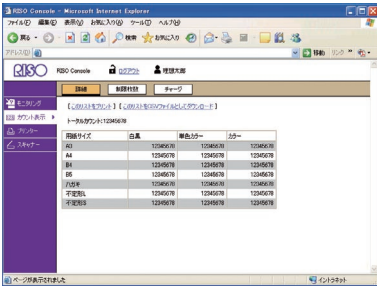 RISO Console - Microsoft Internet Explorer
ファイル(F) 編集(E) 表示(V) お気に入り(A) ツール(T) ヘルプ(H)
戻る 検索 お気に入り
アドレス(D) 移動 リンク
RISO RISO Console ログアウト 理想太郎
詳細 制限枚数 チャージ
モニタリング
カウント表示
プリンター
スキャナー
[このリストをプリント] [このリストをCSVファイルとしてダウンロード]
トータルカウント:12345678
用紙サイズ 白黒 単色カラー カラー
A3 12345678 12345678 12345678
A4 12345678 12345678 12345678
B4 12345678 12345678 12345678
B5 12345678 12345678 12345678
ハガキ 12345678 12345678 12345678
不定形L 12345678 12345678 12345678
不定形S 12345678 12345678 12345678
ページが表示されました イントラネット